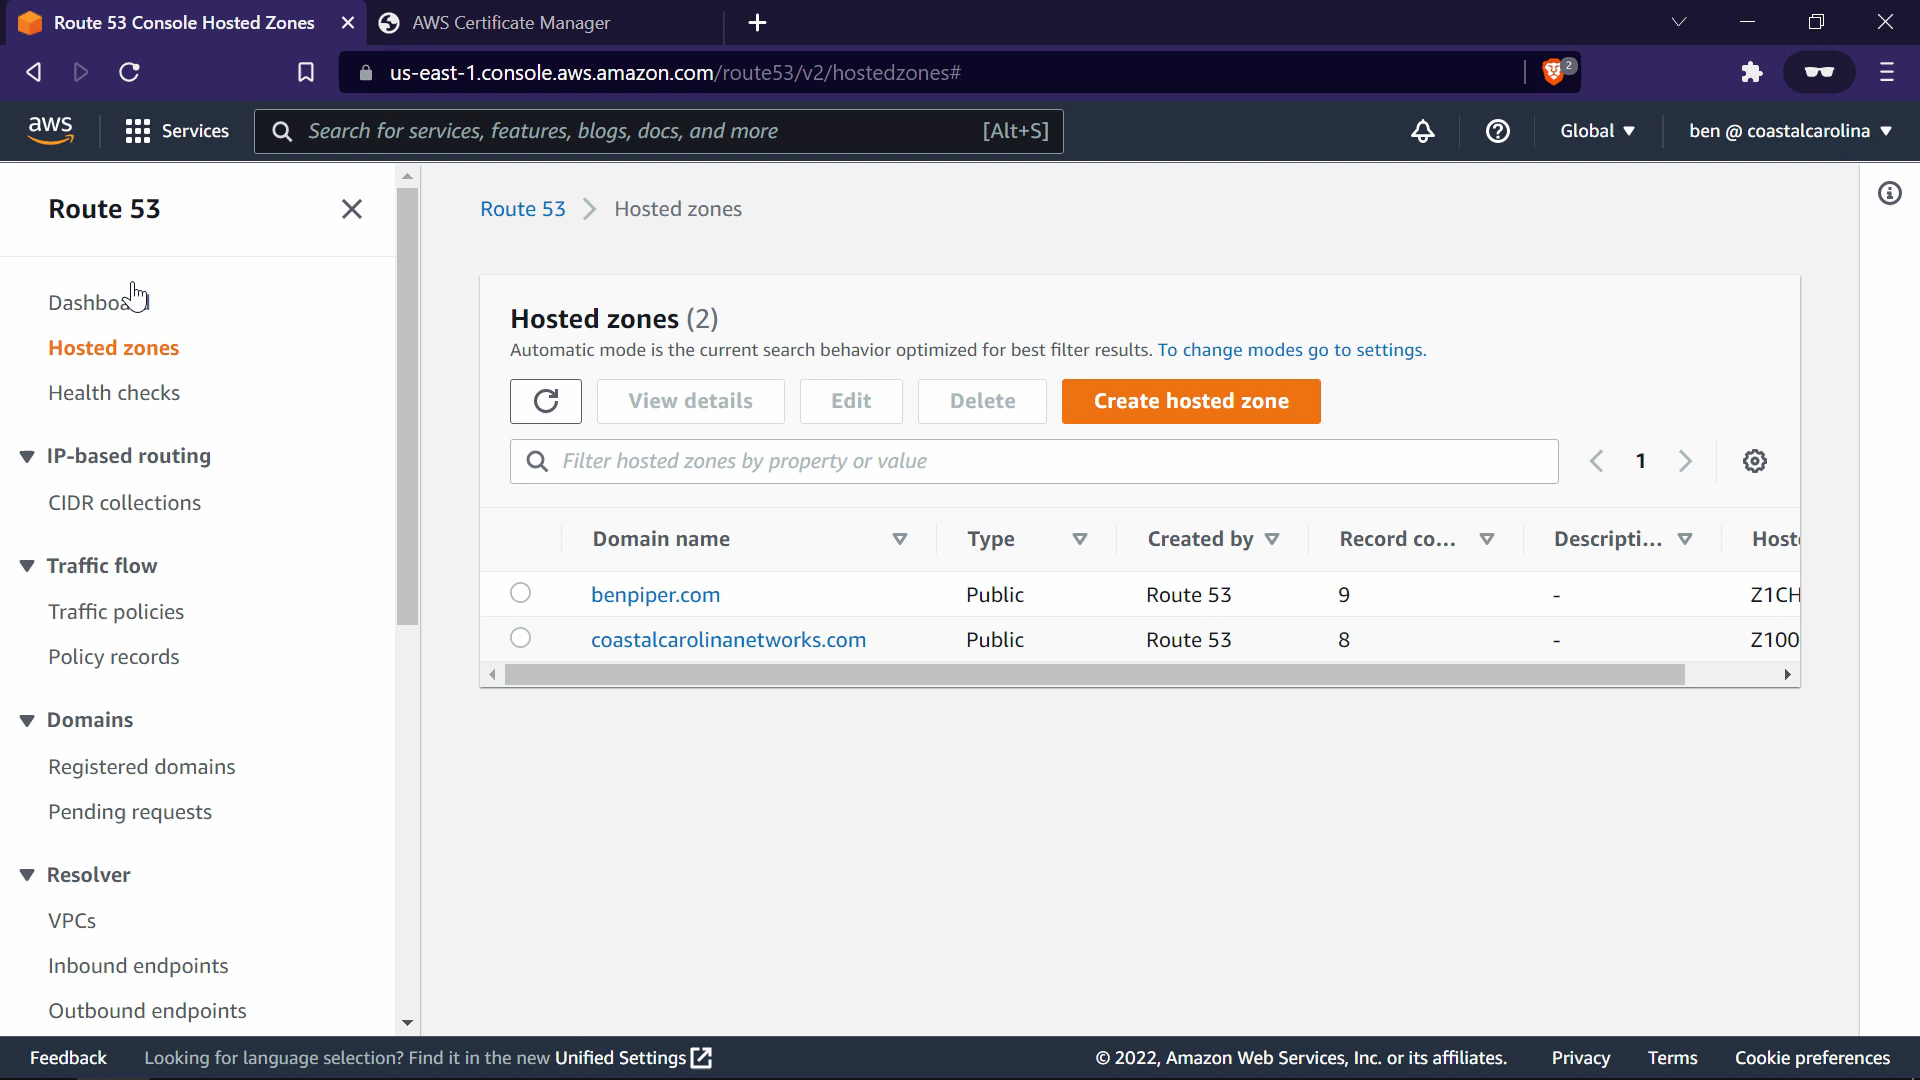 Route 53 Console Hosted Zones
AWS Certificate Manager
us-east-1.console.aws.amazon.com/route53/v2/hostedzones#
2
aws
Services
Search for services, features, blogs, docs, and more [Alt+S]
Global
ben @ coastalcarolina
Route 53
Hosted zones
Health checks
IP-based routing
CIDR collections
Traffic flow
Traffic policies
Policy records
Domains
Registered domains
Pending requests
Resolver
VPCs
Inbound endpoints
Outbound endpoints
Route 53 > Hosted zones
Hosted zones (2)
Automatic mode is the current search behavior optimized for best filter results. To change modes go to settings.
View details
Edit
Delete
Create hosted zone
Filter hosted zones by property or value
1
Domain name Type Created by Record co... Descripti... Host
benpiper.com Public Route 53 9 - Z1CH
coastalcarolinanetworks.com Public Route 53 8 - Z100
Feedback
Looking for language selection? Find it in the new Unified Settings
© 2022, Amazon Web Services, Inc. or its affiliates.
Privacy
Terms
Cookie preferences